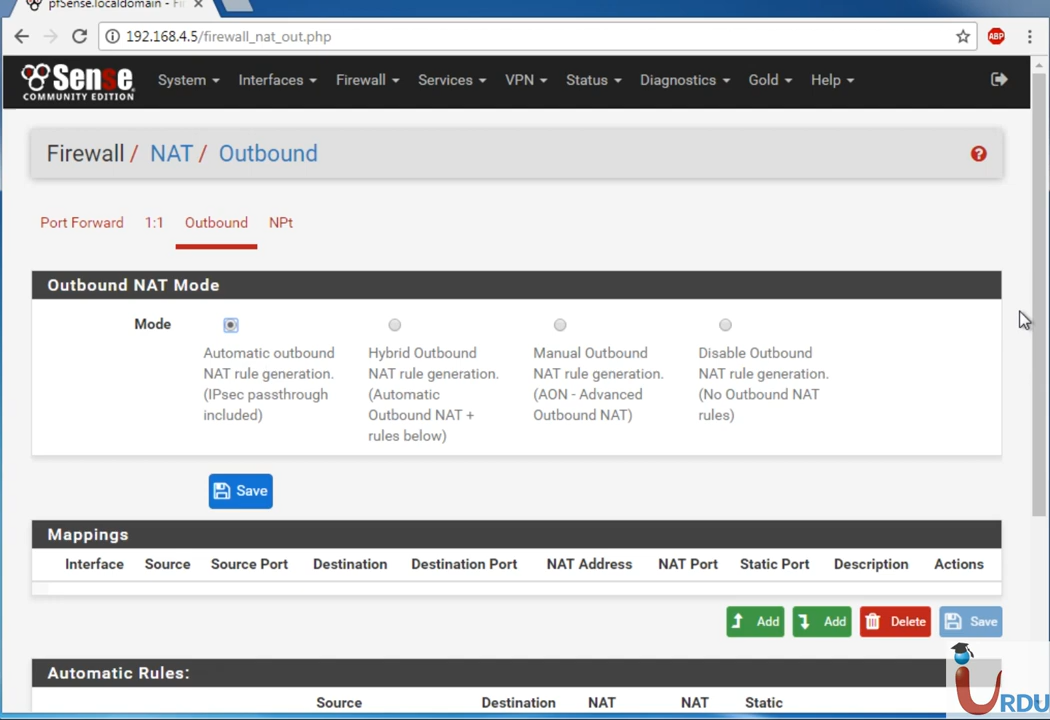 pfSense.localdomain - Fi
192.168.4.5/firewall_nat_out.php
ABP
Sense
COMMUNITY EDITION
System Interfaces Firewall Services VPN Status Diagnostics Gold Help
Firewall / NAT / Outbound
Port Forward 1:1 Outbound NPt
Outbound NAT Mode
Mode
Automatic outbound NAT rule generation. (IPsec passthrough included)
Hybrid Outbound NAT rule generation. (Automatic Outbound NAT + rules below)
Manual Outbound NAT rule generation. (AON - Advanced Outbound NAT)
Disable Outbound NAT rule generation. (No Outbound NAT rules)
Save
Mappings
Interface Source Source Port Destination Destination Port NAT Address NAT Port Static Port Description Actions
Add Add Delete Save
Automatic Rules:
Source Destination NAT NAT Static
iURDU